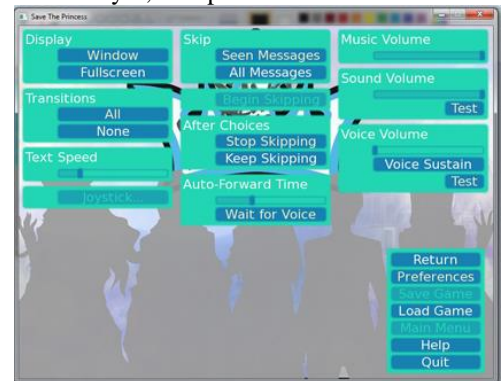 Save The Princess
Display
Window
Fullscreen
Transitions
All
None
Text Speed
Joystick...
Skip
Seen Messages
All Messages
Begin Skipping
After Choices
Stop Skipping
Keep Skipping
Auto-Forward Time
Wait for Voice
Music Volume
Sound Volume
Test
Voice Volume
Voice Sustain
Test
Return
Preferences
Save Game
Load Game
Main Menu
Help
Quit